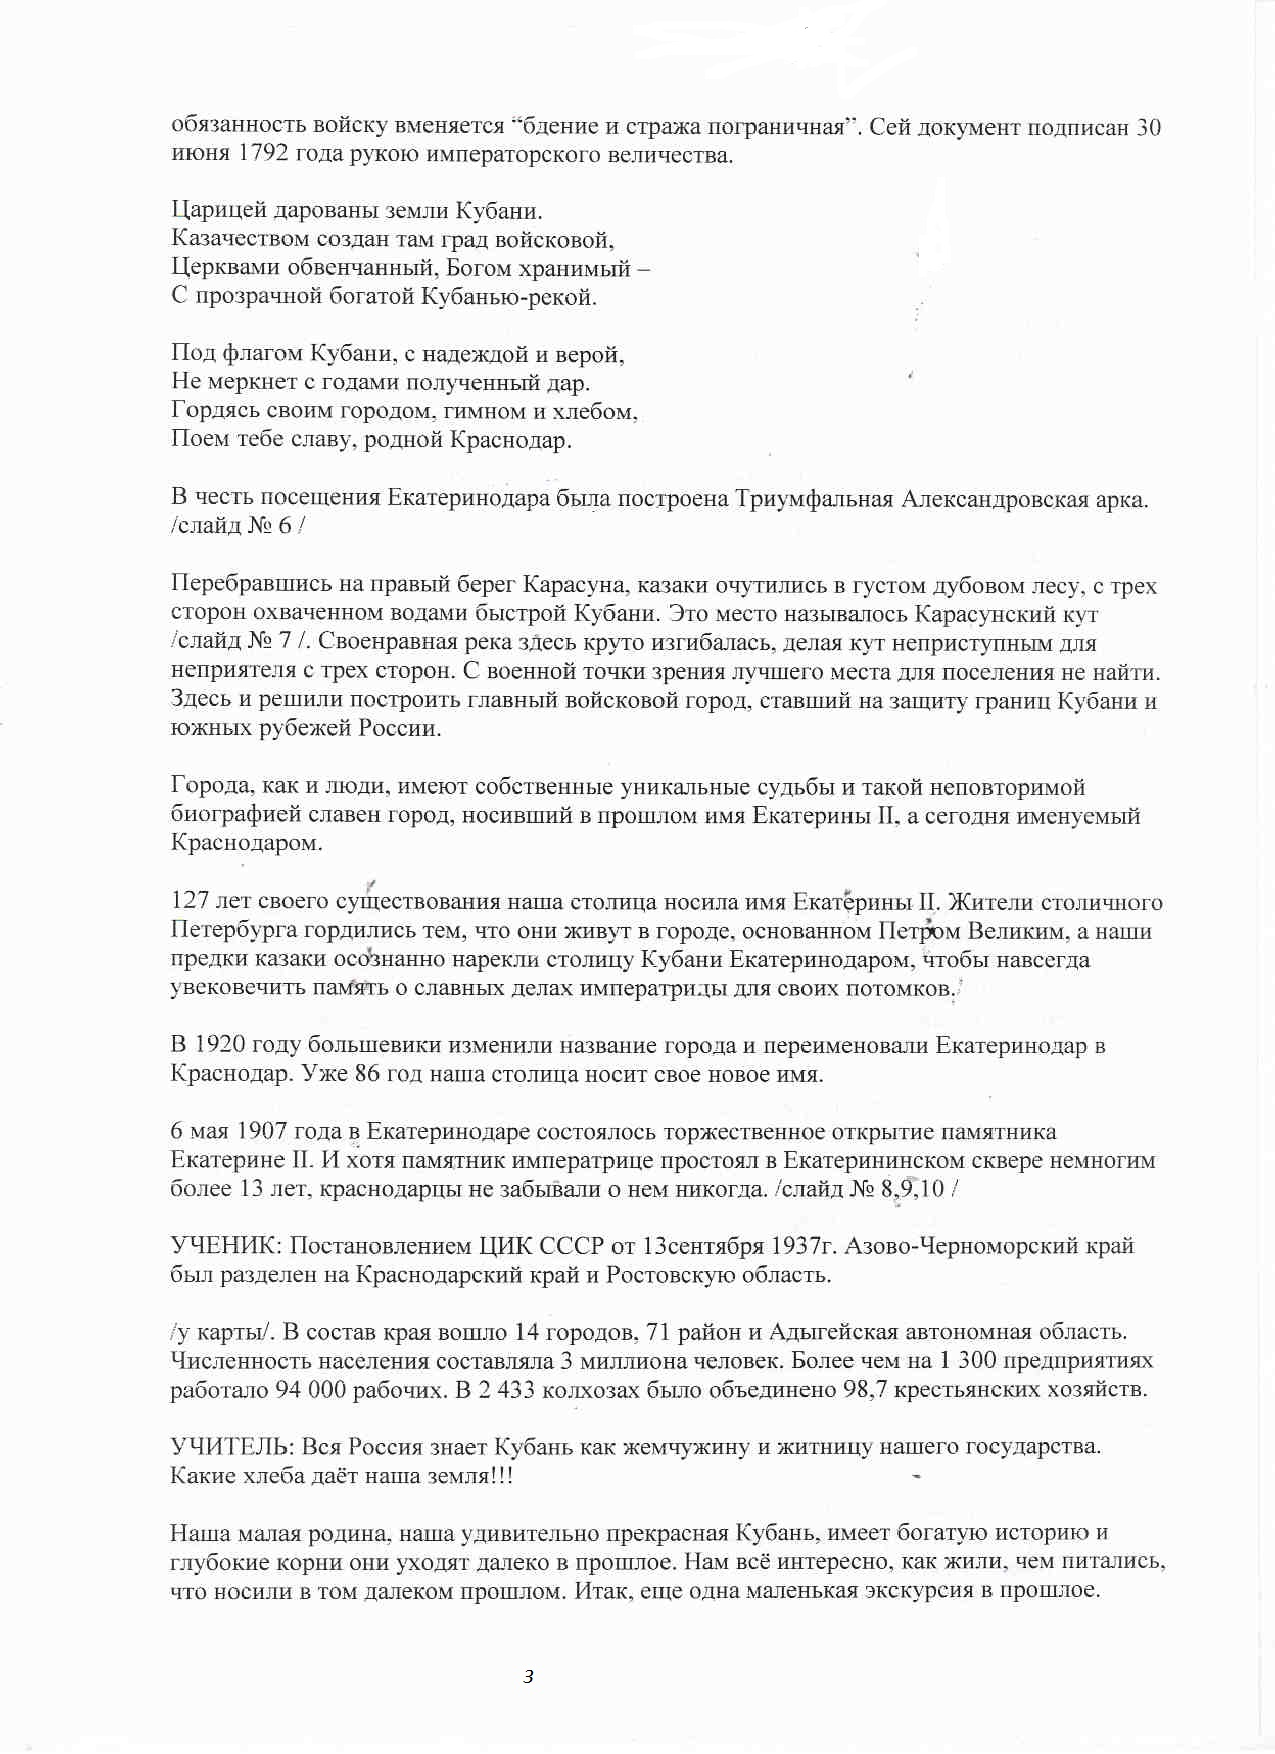 обязанность войску вменяется “бдение и стража пограничная”. Сей документ подписан 30
июня 1792 года рукою императорского величества.
Царицей дарованы земли Кубани.
Казачеством создан там град войсковой,
Церквами обвенчанный, Богом хранимый –
С прозрачной богатой Кубанью-рекой.
Под флагом Кубани, с надеждой и верой,
Не меркнет с годами полученный дар.
Гордясь своим городом, гимном и хлебом,
Поем тебе славу, родной Краснодар.
В честь посещения Екатеринодара была построена Триумфальная Александровская арка.
/слайд № 6 /
Перебравшись на правый берег Карасуна, казаки очутились в густом дубовом лесу, с трех
сторон охваченном водами быстрой Кубани. Это место называлось Карасунский кут
/слайд № 7 /. Своенравная река здесь круто изгибалась, делая кут неприступным для
неприятеля с трех сторон. С военной точки зрения лучшего места для поселения не найти.
Здесь и решили построить главный войсковой город, ставший на защиту границ Кубани и
южных рубежей России.
Города, как и люди, имеют собственные уникальные судьбы и такой неповторимой
биографией славен город, носивший в прошлом имя Екатерины II, а сегодня именуемый
Краснодаром.
127 лет своего существования наша столица носила имя Екатерины II. Жители столичного
Петербурга гордились тем, что они живут в городе, основанном Петром Великим, а наши
предки казаки осознанно нарекли столицу Кубани Екатеринодаром, чтобы навсегда
увековечить память о славных делах императрицы для своих потомков.
В 1920 году большевики изменили название города и переименовали Екатеринодар в
Краснодар. Уже 86 год наша столица носит свое новое имя.
6 мая 1907 года в Екатеринодаре состоялось торжественное открытие памятника
Екатерине II. И хотя памятник императрице простоял в Екатерининском сквере немногим
более 13 лет, краснодарцы не забывали о нем никогда. /слайд № 8,9,10 /
УЧЕНИК: Постановлением ЦИК СССР от 13сентября 1937г. Азово-Черноморский край
был разделен на Краснодарский край и Ростовскую область.
/у карты/. В состав края вошло 14 городов, 71 район и Адыгейская автономная область.
Численность населения составляла 3 миллиона человек. Более чем на 1 300 предприятиях
работало 94 000 рабочих. В 2 433 колхозах было объединено 98,7 крестьянских хозяйств.
УЧИТЕЛЬ: Вся Россия знает Кубань как жемчужину и житницу нашего государства.
Какие хлеба даёт наша земля!!!
Наша малая родина, наша удивительно прекрасная Кубань, имеет богатую историю и
глубокие корни они уходят далеко в прошлое. Нам всё интересно, как жили, чем питались,
что носили в том далеком прошлом. Итак, еще одна маленькая экскурсия в прошлое.
3